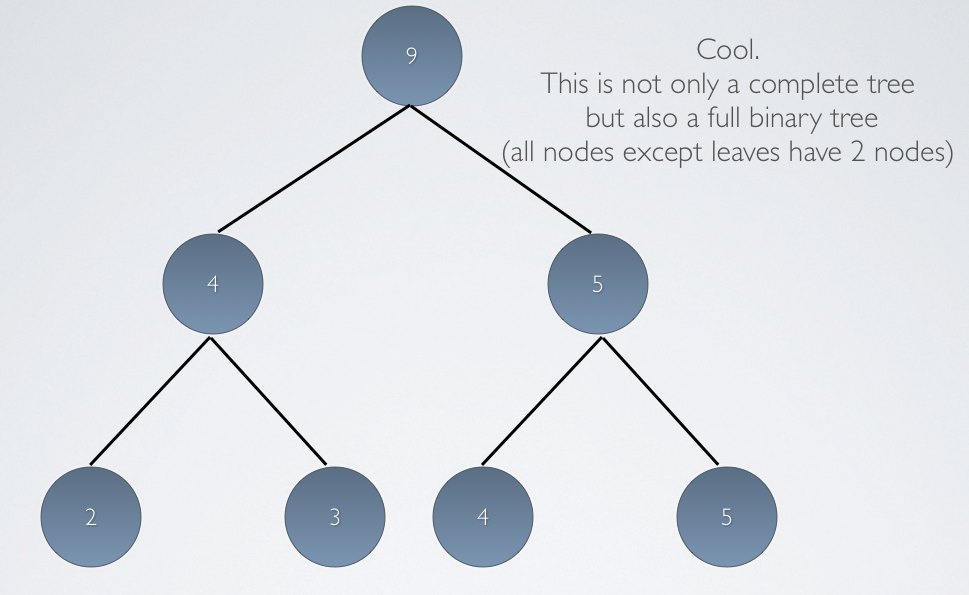 9
Cool.
This is not only a complete tree
but also a full binary tree
(all nodes except leaves have 2 nodes)
4 5
2 3 4 5